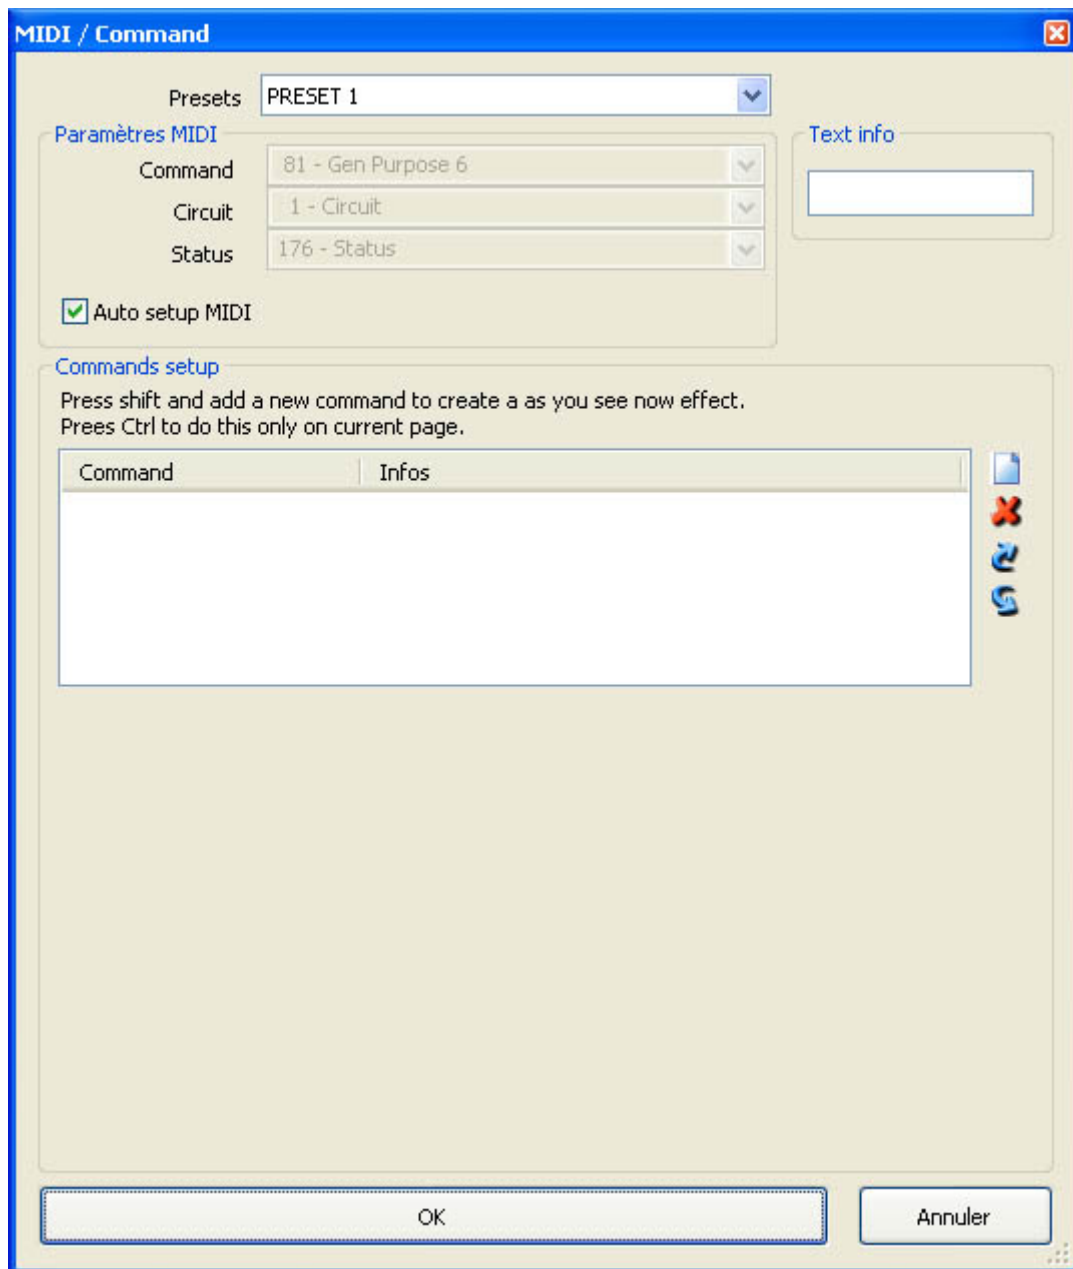 MIDI / Command
Presets PRESET 1
Paramètres MIDI
Text info
Command 81 - Gen Purpose 6
Circuit 1 - Circuit
Status 176 - Status
Auto setup MIDI
Commands setup
Press shift and add a new command to create a as you see now effect.
Prees Ctrl to do this only on current page.
Command Infos
OK Annuler